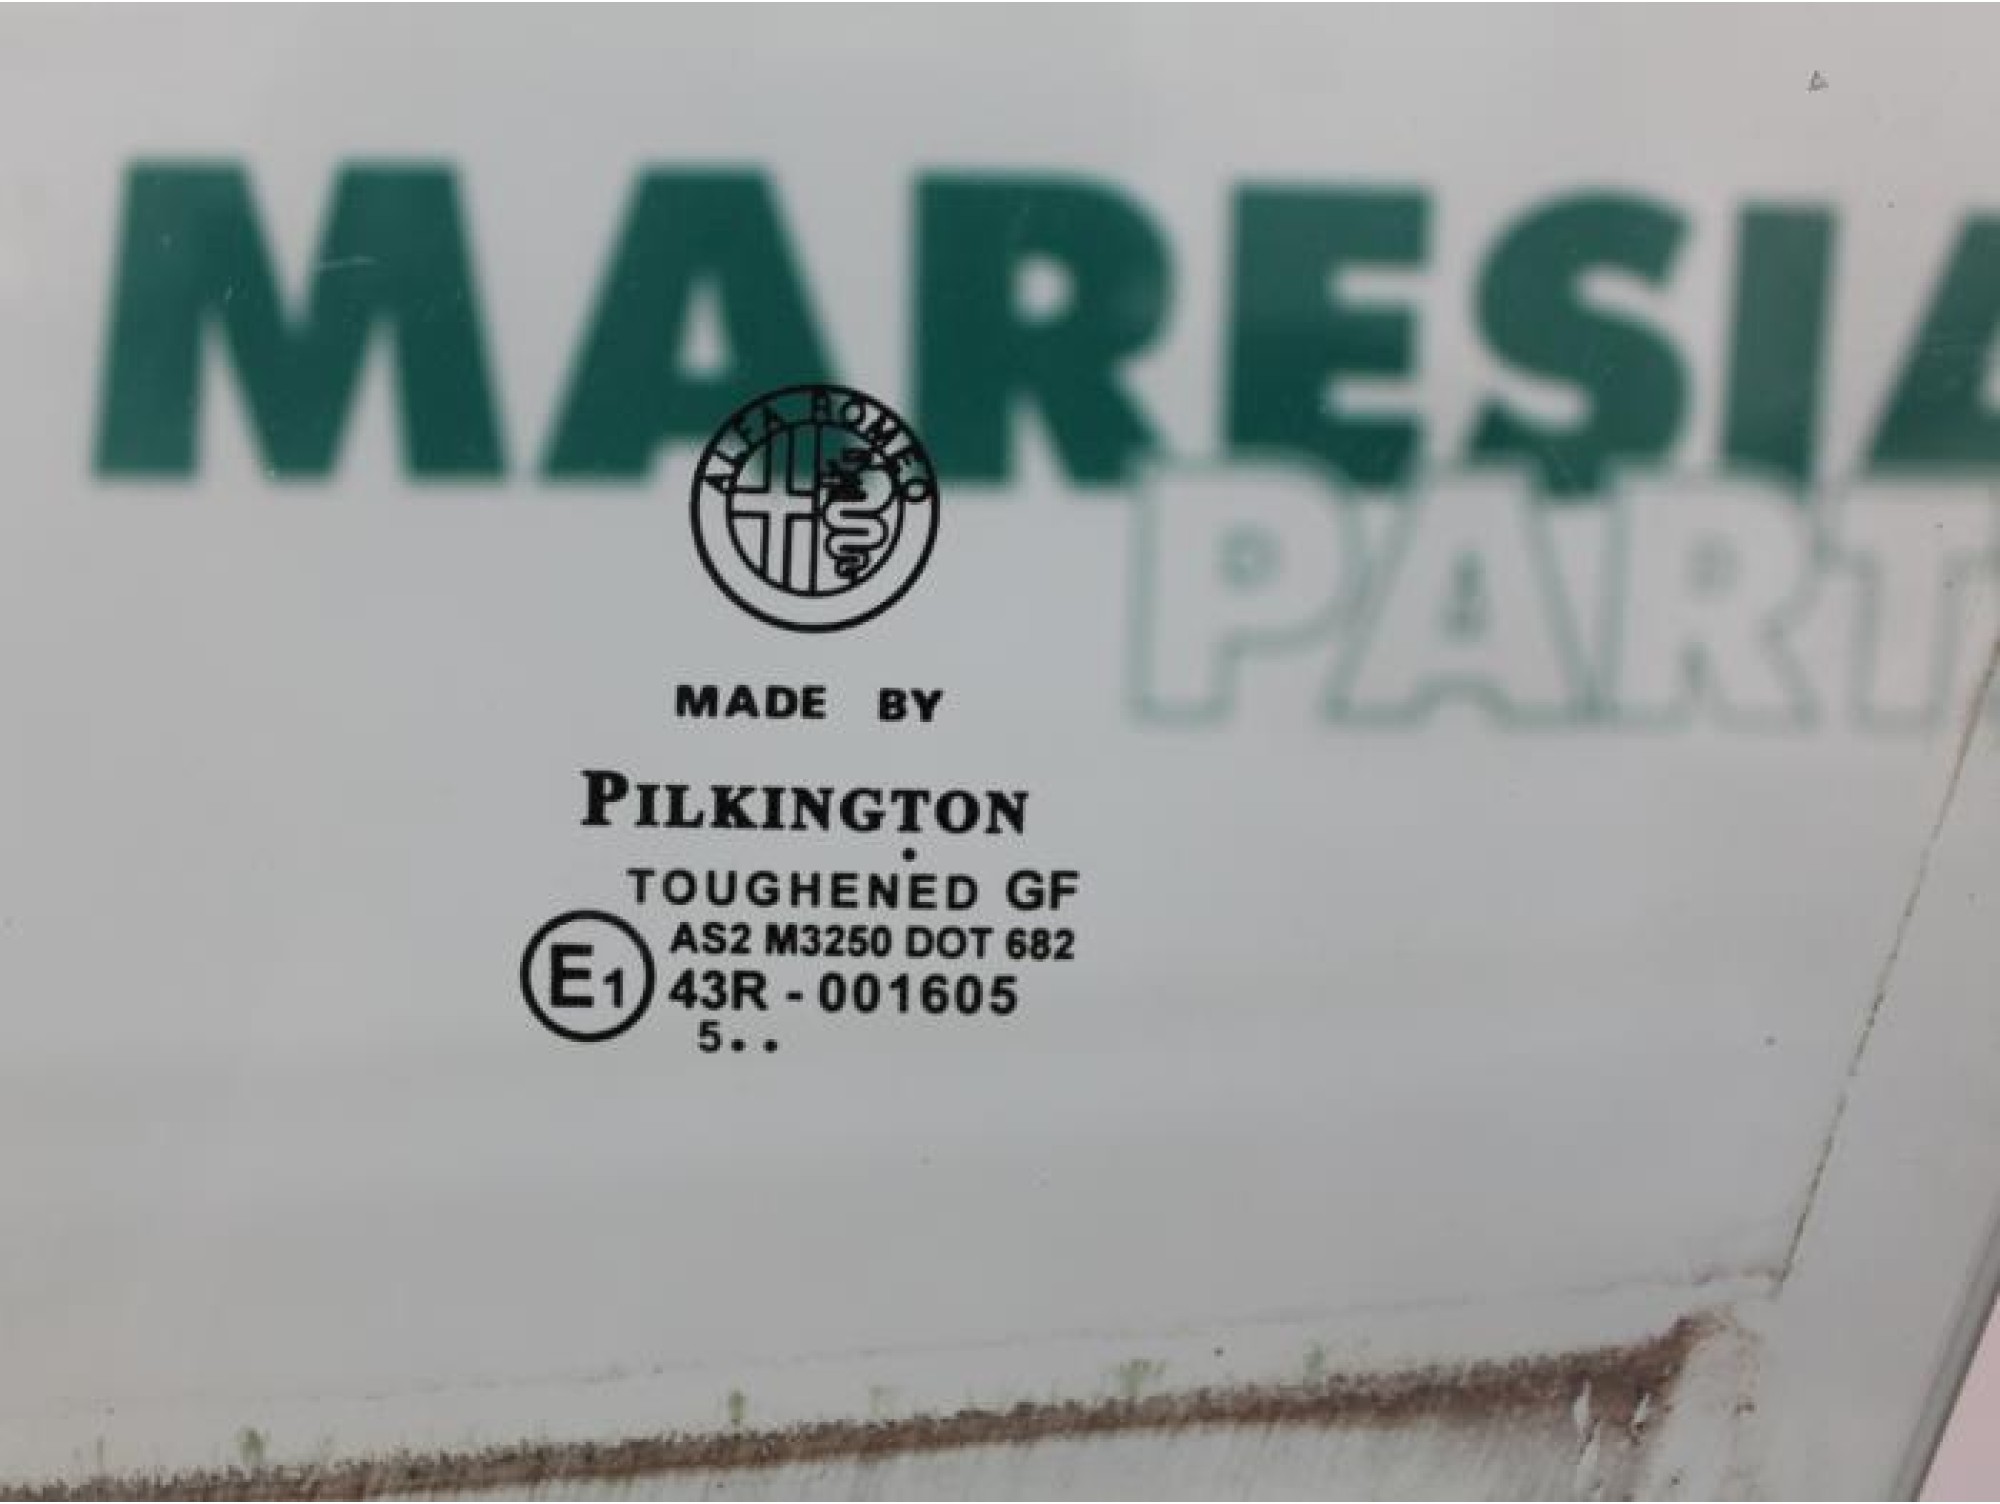 MARESIA
PART
ALFA ROMEO
MADE BY
PILKINGTON
TOUGHENED GF
AS2 M3250 DOT 682
E1 43R - 001605
5..